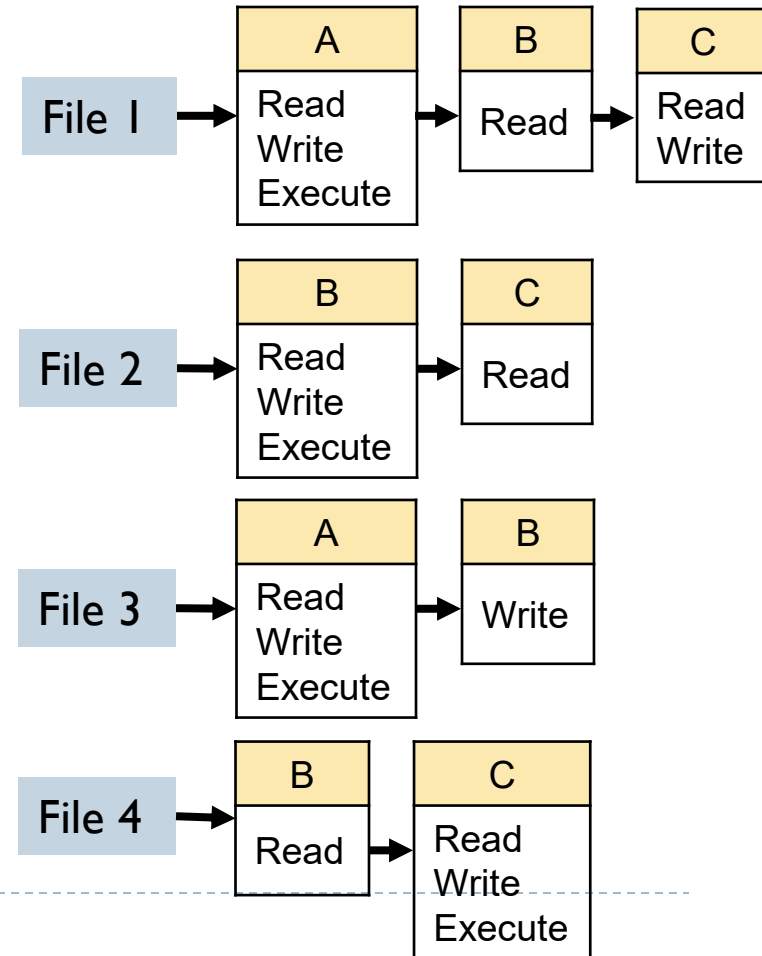 A
B
C
File 1
Read
Write
Execute
Read
Read
Write
B
C
File 2
Read
Write
Execute
Read
A
B
File 3
Read
Write
Execute
Write
B
C
File 4
Read
Read
Write
Execute